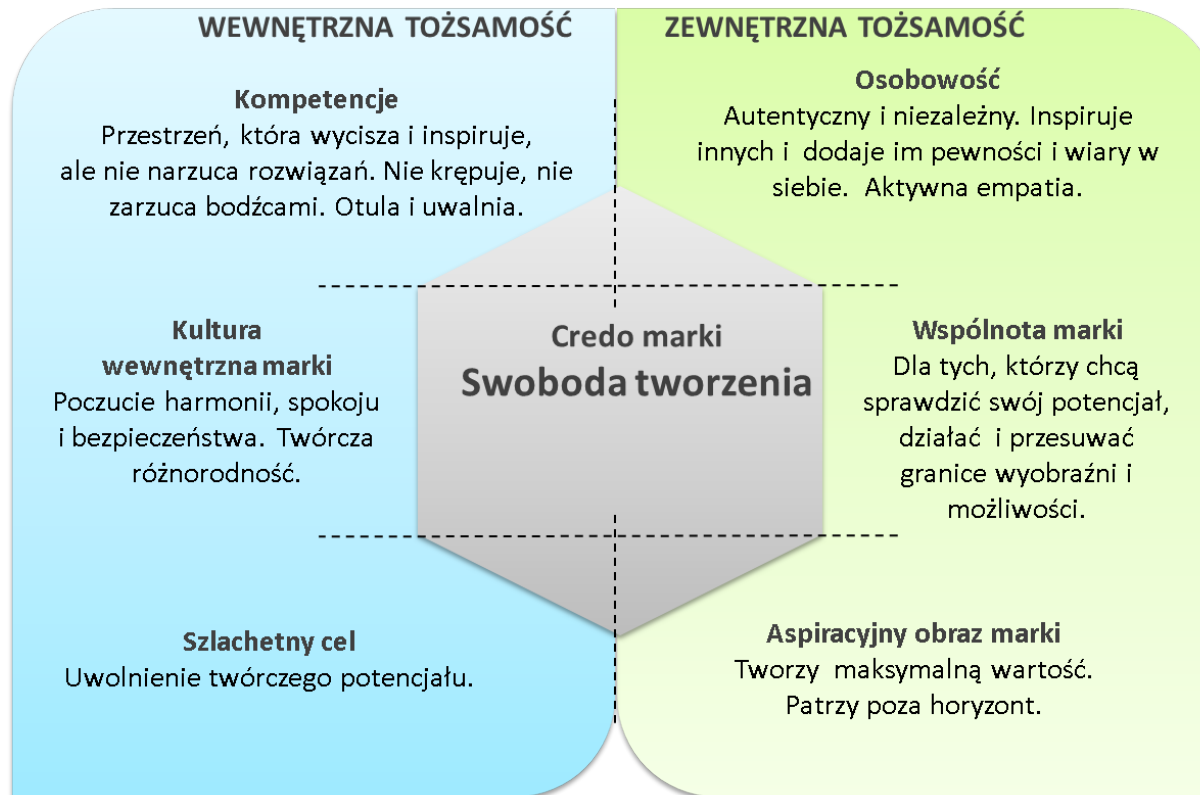 WEWNĘTRZNA TOŻSAMOŚĆ
Kompetencje
Przestrzeń, która wycisza i inspiruje,
ale nie narzuca rozwiązań. Nie krępuje, nie
zarzuca bodźcami. Otula i uwalnia.
Kultura
wewnętrzna marki
Poczucie harmonii, spokoju
i bezpieczeństwa. Twórcza
różnorodność.
Szlachetny cel
Uwolnienie twórczego potencjału.
Credo marki
Swoboda tworzenia
ZEWNĘTRZNA TOŻSAMOŚĆ
Osobowość
Autentyczny i niezależny. Inspiruje
innych i dodaje im pewności i wiary w
siebie. Aktywna empatia.
Wspólnota marki
Dla tych, którzy chcą
sprawdzić swój potencjał,
działać i przesuwać
granice wyobraźni i
możliwości.
Aspiracyjny obraz marki
Tworzy maksymalną wartość.
Patrzy poza horyzont.